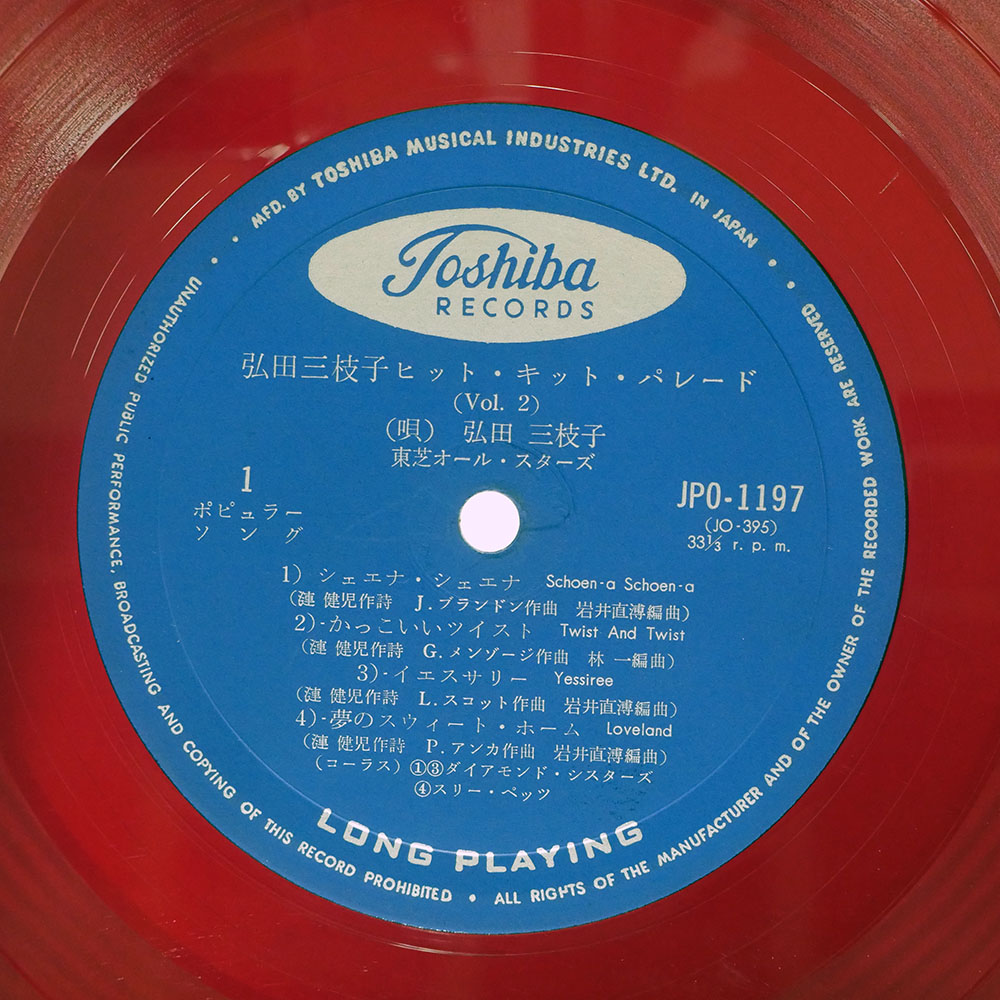 MFD. BY TOSHIBA MUSICAL INDUSTRIES LTD. IN JAPAN
Toshiba
RECORDS
弘田三枝子ヒット・キット・パレード
(Vol. 2)
(唄) 弘田 三枝子
東芝オール・スターズ
1
ポピュラー
ソング
JPO-1197
(JO-395)
33⅓ r. p. m.
1) シェエナ・シェエナ Schoen-a Schoen-a
(漣 健児作詩 J.ブランドン作曲 岩井直溥編曲)
2)-かっこいいツイスト Twist And Twist
(漣 健児作詩 G.メンゾージ作曲 林 一編曲)
3)-イエスサリー Yessiree
(漣 健児作詩 L.スコット作曲 岩井直溥編曲)
4)-夢のスウィート・ホーム Loveland
(漣 健児作詩 P.アンカ作曲 岩井直溥編曲)
(コーラス) ①③ダイアモンド・シスターズ
④スリー・ペッツ
LONG PLAYING
UNAUTHORIZED PUBLIC PERFORMANCE, BROADCASTING AND COPYING OF THIS RECORD PROHIBITED • ALL RIGHTS OF THE MANUFACTURER AND OF THE OWNER OF THE RECORDED WORK ARE RESERVED